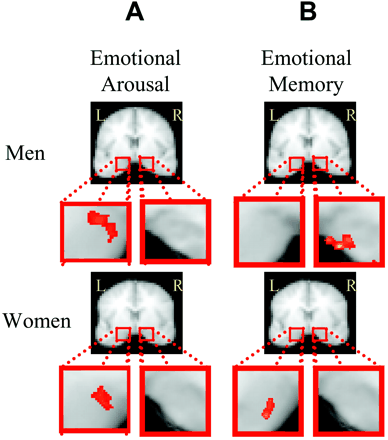 A B
Emotional Arousal
Emotional Memory
Men
L R
L R
Women
L R
L R